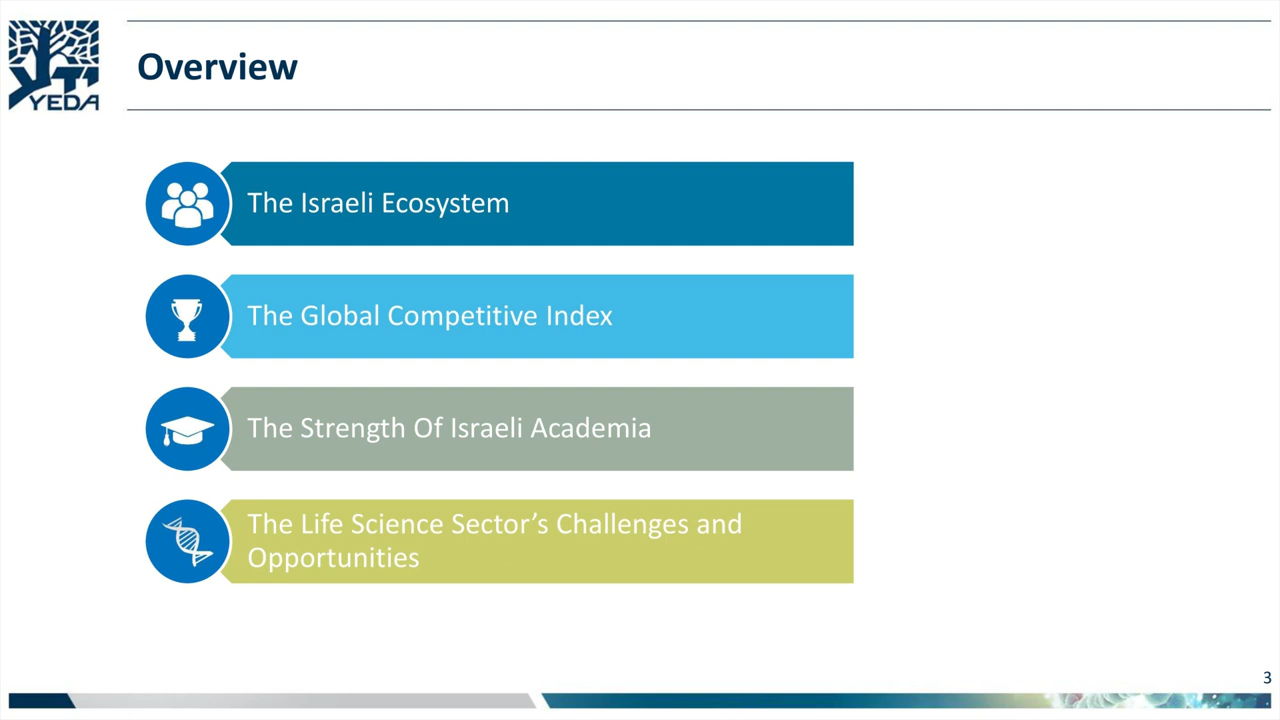 YEDA
Overview
The Israeli Ecosystem
The Global Competitive Index
The Strength Of Israeli Academia
The Life Science Sector’s Challenges and
Opportunities
3